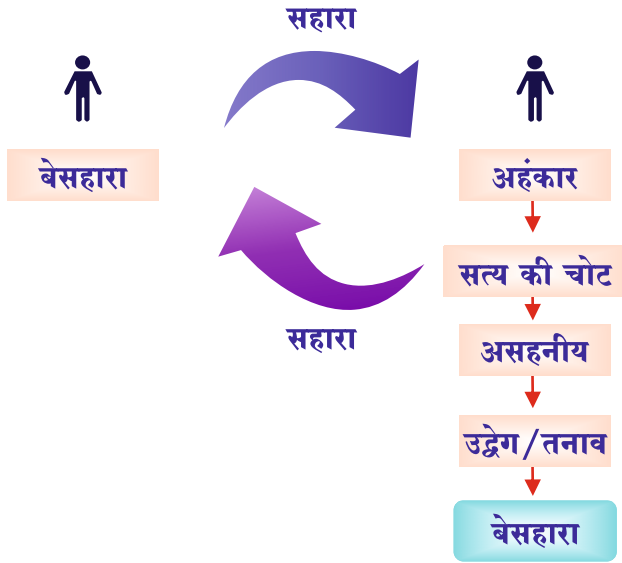 सहारा
बेसहारा
अहंकार
सत्य की चोट
सहारा
असहनीय
उद्वेग/तनाव
बेसहारा